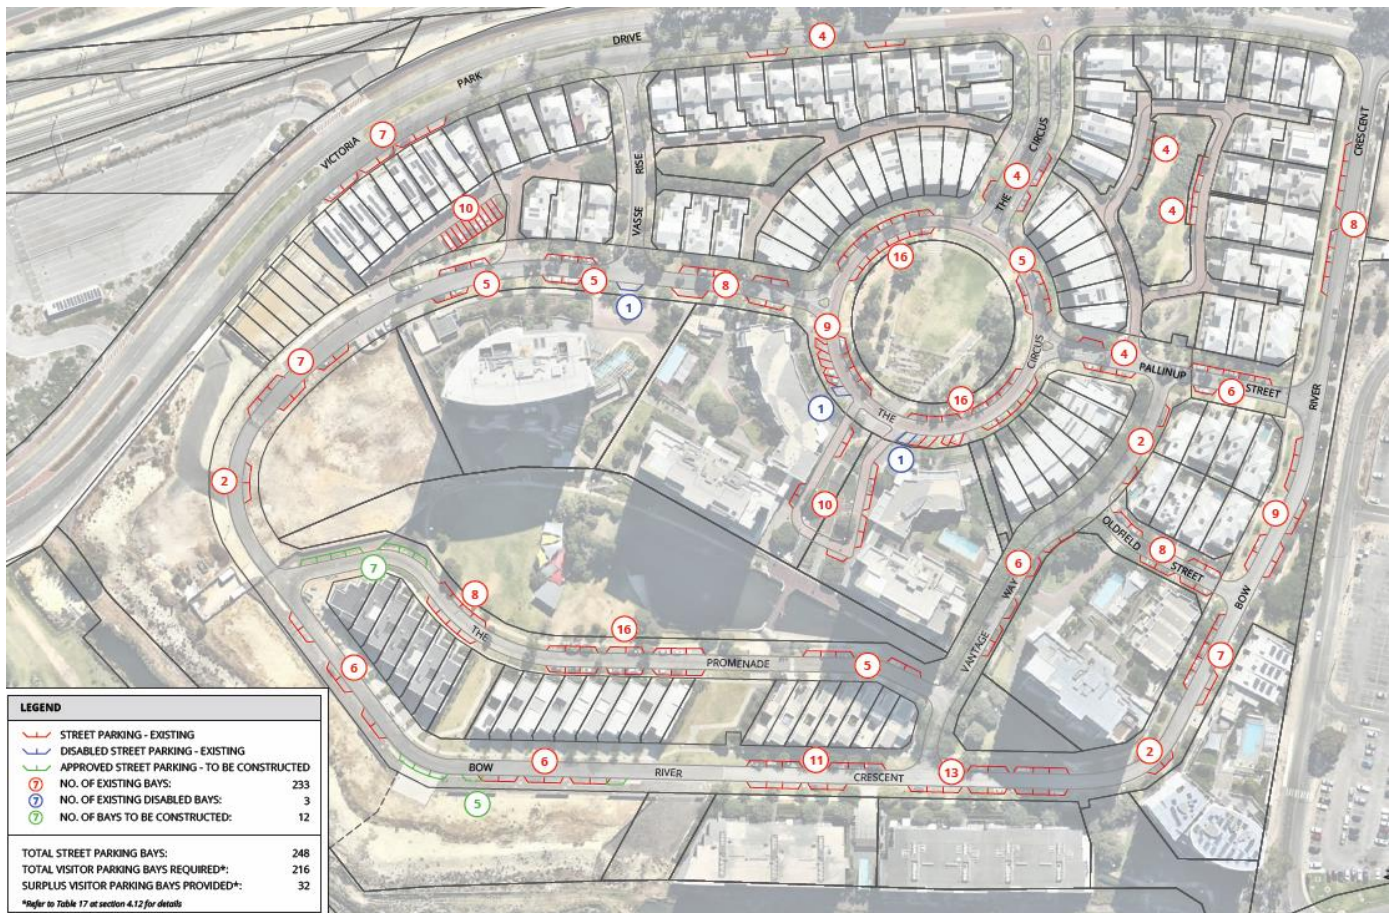 4
DRIVE
PARK
7
VICTORIA
CIRCUS
CRESCENT
4
4
RISE
10
THE
4
8
VASSE
16
5
5
5
8
1
9
CIRCUS
4
PALLINUP
STREET
6
RIVER
7
1
THE
16
1
2
2
10
9
OLDFIELD
STREET
8
7
8
6
WAY
BOW
THE
16
PROMENADE
5
VANTAGE
7
6
BOW
6
RIVER
11
CRESCENT
13
2
5
LEGEND
STREET PARKING - EXISTING
DISABLED STREET PARKING - EXISTING
APPROVED STREET PARKING - TO BE CONSTRUCTED
7 NO. OF EXISTING BAYS: 233
7 NO. OF EXISTING DISABLED BAYS: 3
7 NO. OF BAYS TO BE CONSTRUCTED: 12
TOTAL STREET PARKING BAYS: 248
TOTAL VISITOR PARKING BAYS REQUIRED*: 216
SURPLUS VISITOR PARKING BAYS PROVIDED*: 32
*Refer to Table 17 at section 4.12 for details